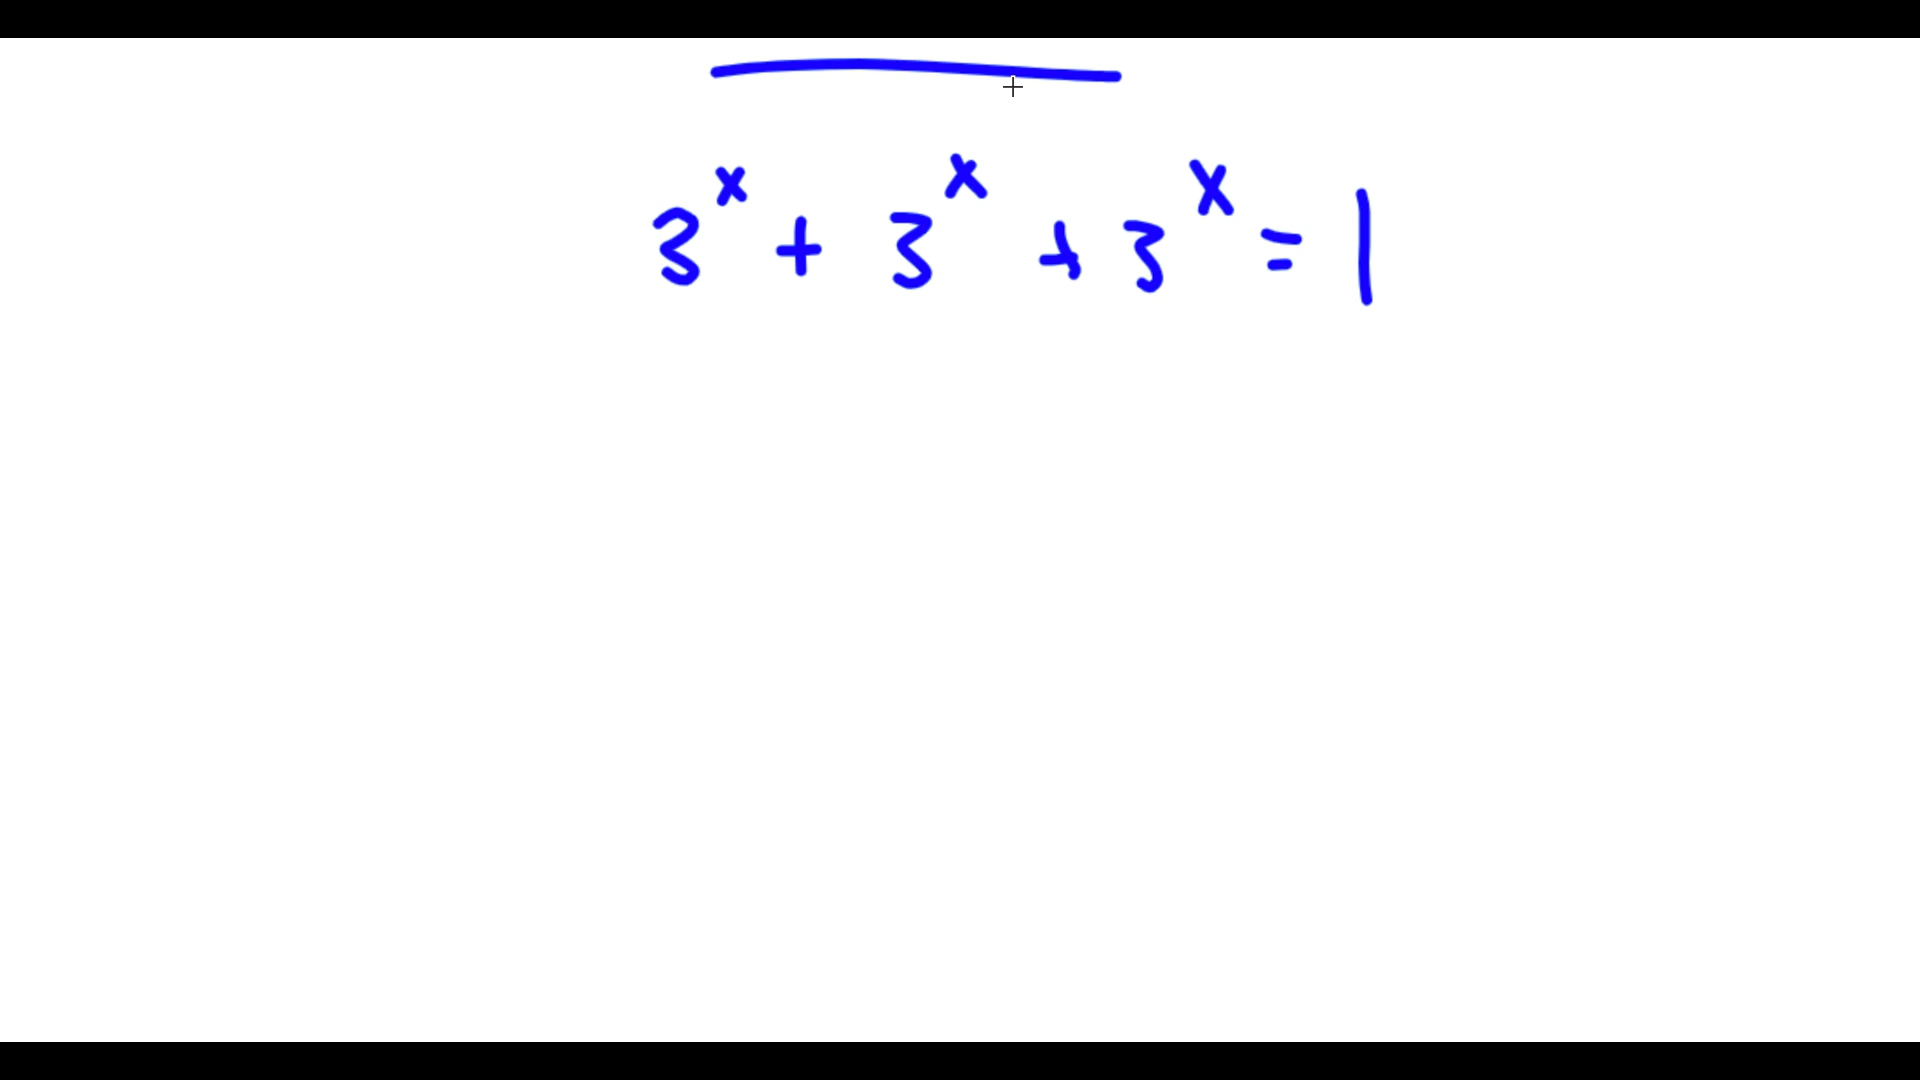 3^x + 3^x + 3^x = 1